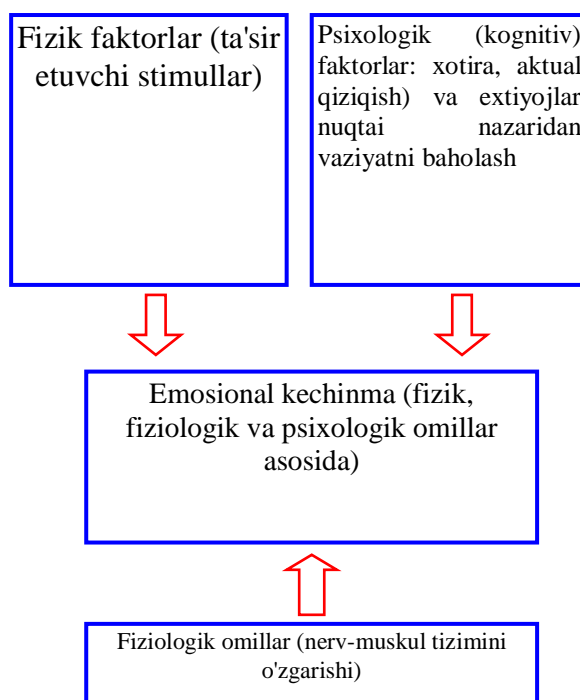 Fizik faktorlar (ta'sir
etuvchi stimullar)
Psixologik (kognitiv)
faktorlar: xotira, aktual
qiziqish) va extiyojlar
nuqtai nazaridan
vaziyatni baholash
Emosional kechinma (fizik,
fiziologik va psixologik omillar
asosida)
Fiziologik omillar (nerv-muskul tizimini
o'zgarishi)